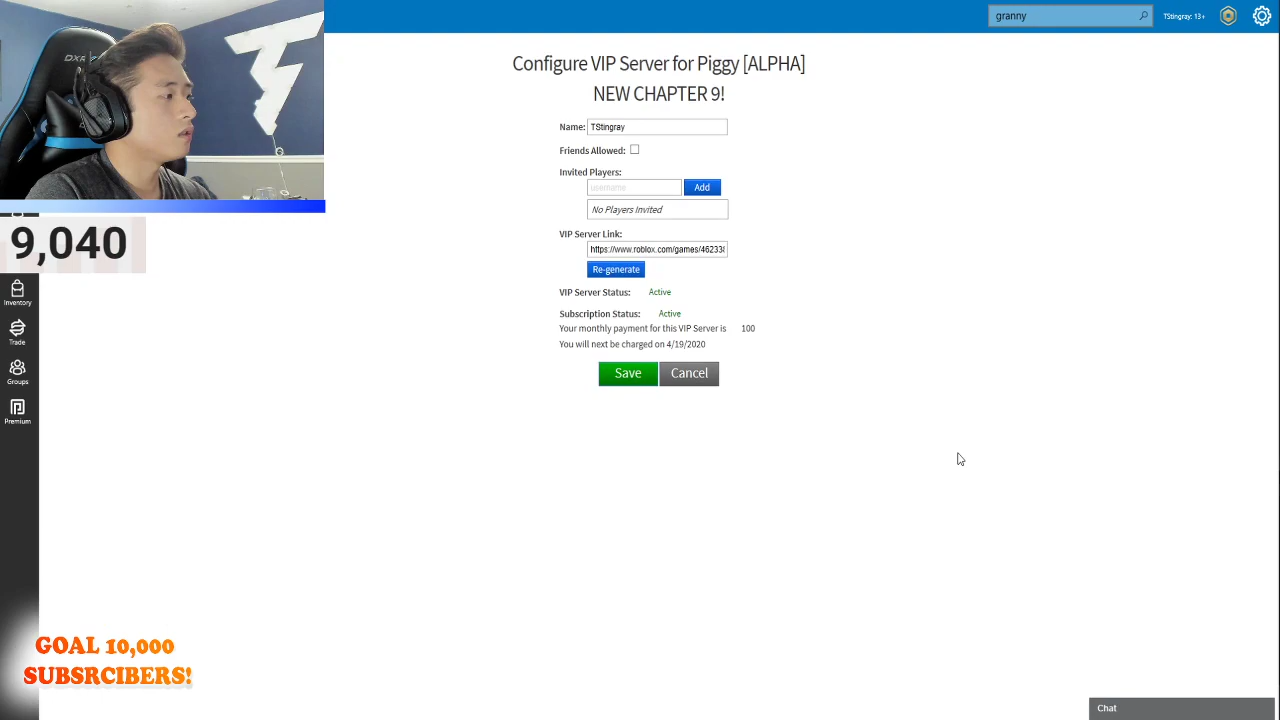 granny
TStingray: 13+
Configure VIP Server for Piggy [ALPHA]
NEW CHAPTER 9!
Name: TStingray
Friends Allowed:
Invited Players:
username Add
No Players Invited
VIP Server Link:
https://www.roblox.com/games/46233
Re-generate
VIP Server Status: Active
Subscription Status: Active
Your monthly payment for this VIP Server is 100
You will next be charged on 4/19/2020
Save Cancel
9,040
Inventory
Trade
Groups
Premium
GOAL 10,000
SUBSRCIBERS!
Chat